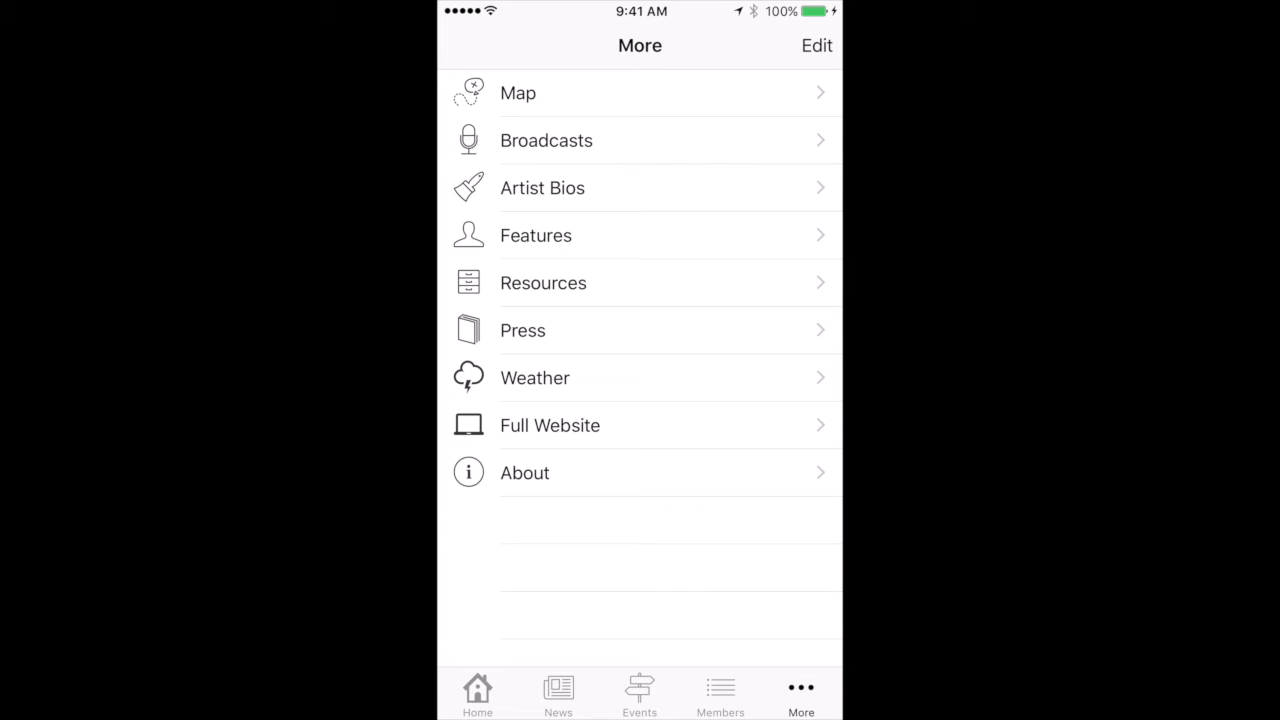 9:41 AM 100%
More Edit
Map
Broadcasts
Artist Bios
Features
Resources
Press
Weather
Full Website
About
Home News Events Members More